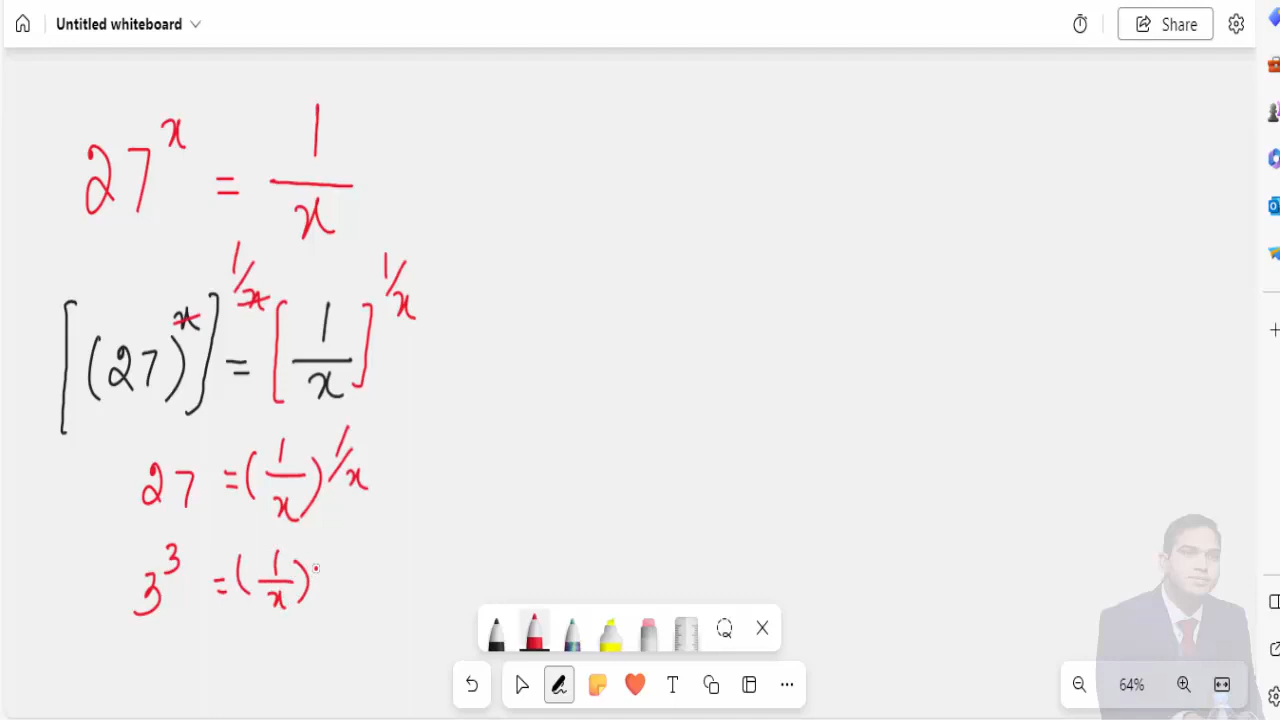 Untitled whiteboard
Share
27^x = 1/x
[(27)^x]^1/x = [1/x]^1/x
27 = (1/x)^1/x
3^3 = (1/x)
T
64%